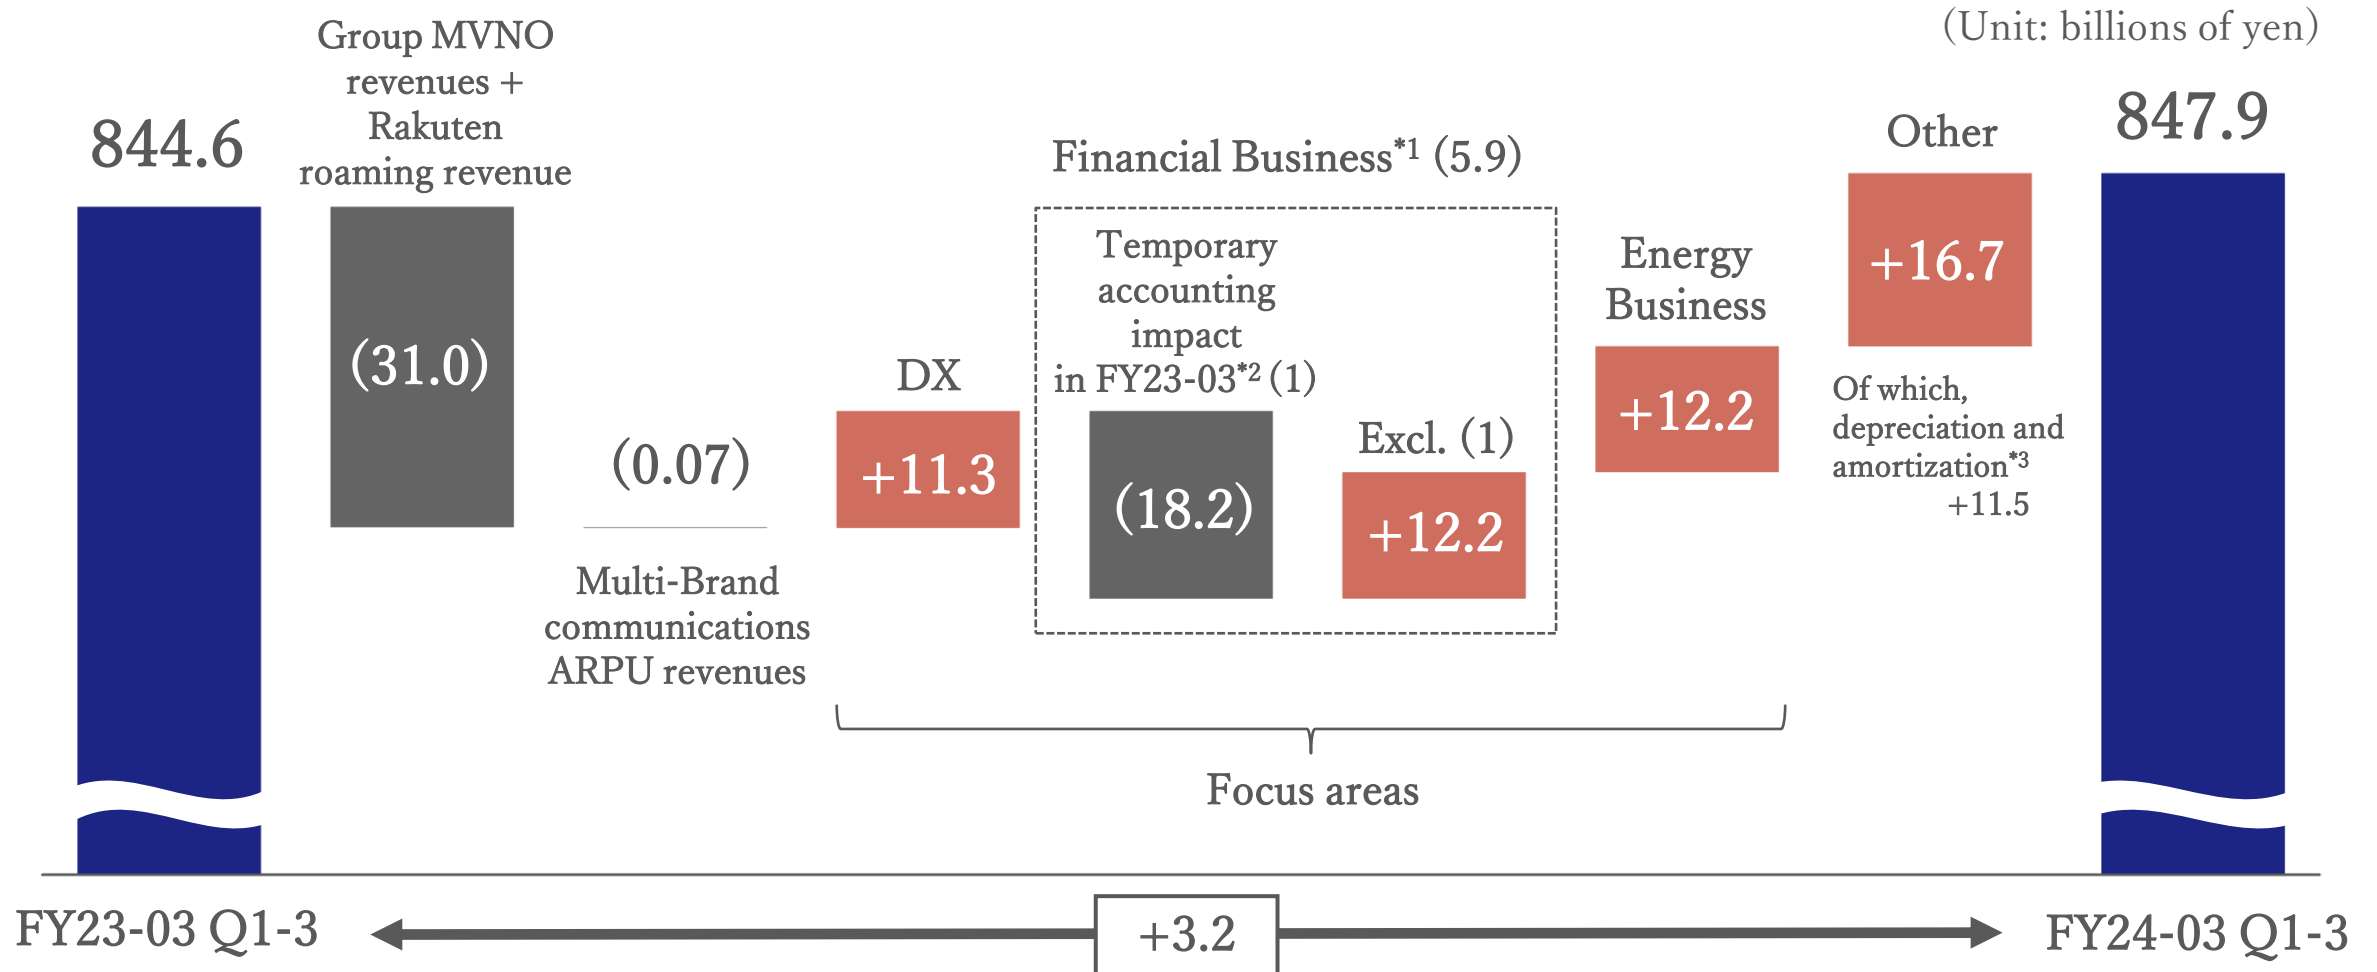 (Unit: billions of yen)
844.6
Group MVNO
revenues +
Rakuten
roaming revenue
(31.0)
(0.07)
Multi-Brand
communications
ARPU revenues
DX
+11.3
Financial Business*1 (5.9)
Temporary
accounting
impact
in FY23-03*2 (1)
(18.2)
Excl. (1)
+12.2
Energy
Business
+12.2
Other
+16.7
Of which,
depreciation and
amortization*3
+11.5
847.9
Focus areas
FY23-03 Q1-3
+3.2
FY24-03 Q1-3